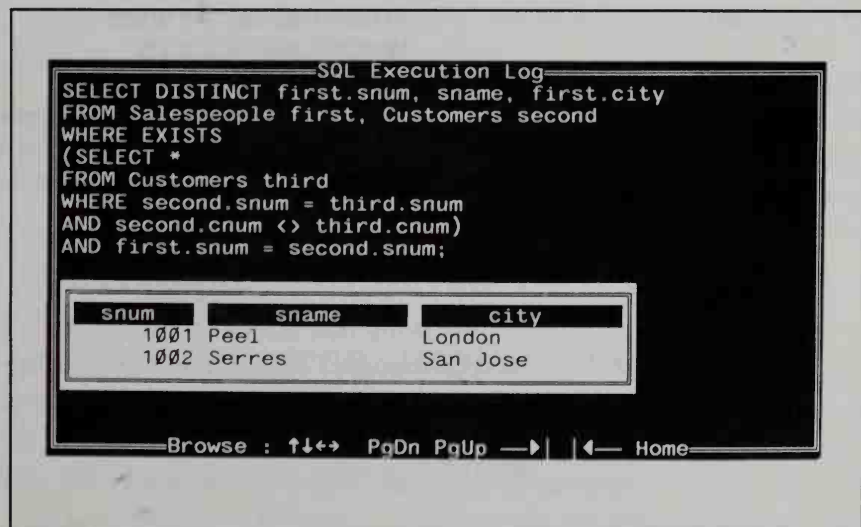 SQL Execution Log
SELECT DISTINCT first.snum, sname, first.city
FROM Salespeople first, Customers second
WHERE EXISTS
(SELECT *
FROM Customers third
WHERE second.snum = third.snum
AND second.cnum <> third.cnum)
AND first.snum = second.snum;
snum sname city
1001 Peel London
1002 Serres San Jose
Browse : ↑↓←→ PgDn PgUp —▶| |◀— Home